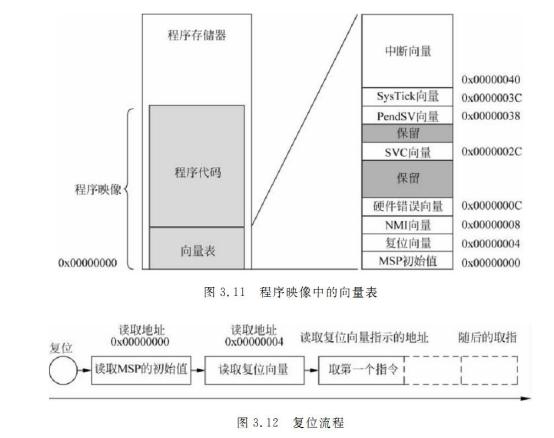 程序存储器
程序映像
程序代码
向量表
0x00000000
中断向量
0x00000040
SysTick向量
0x0000003C
PendSV向量
0x00000038
保留
SVC向量
0x0000002C
保留
硬件错误向量
0x0000000C
NMI向量
0x00000008
复位向量
0x00000004
MSP初始值
0x00000000
图 3.11 程序映像中的向量表
复位
读取地址
0x00000000
读取MSP的初始值
读取地址
0x00000004
读取复位向量
读取复位向量指示的地址
取第一个指令
随后的取指
图 3.12 复位流程